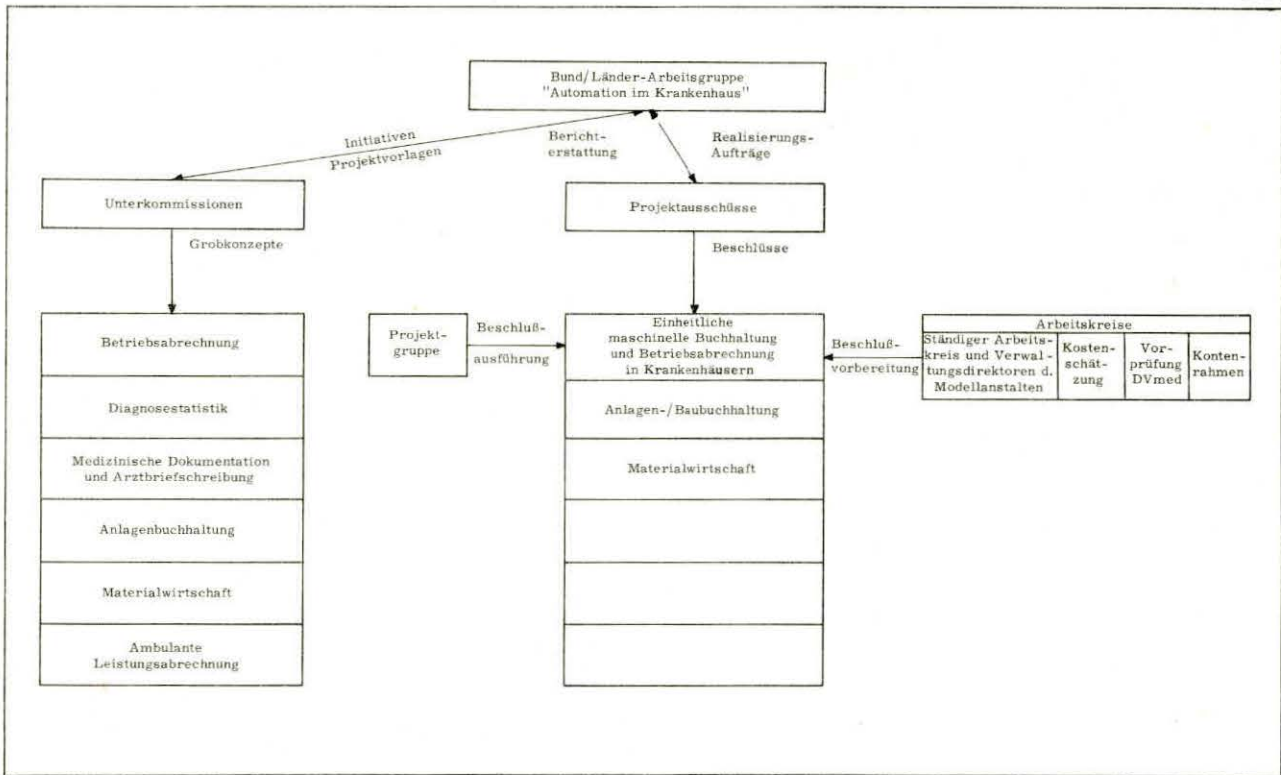 Bund/Länder-Arbeitsgruppe
"Automation im Krankenhaus"
Initiativen
Projektvorlagen
Bericht-
erstattung
Realisierungs-
Aufträge
Unterkommissionen
Projektausschüsse
Grobkonzepte
Beschlüsse
Betriebsabrechnung
Diagnosestatistik
Medizinische Dokumentation
und Arztbriefschreibung
Anlagenbuchhaltung
Materialwirtschaft
Ambulante
Leistungsabrechnung
Projekt-
gruppe
Beschluß-
ausführung
Einheitliche
maschinelle Buchhaltung
und Betriebsabrechnung
in Krankenhäusern
Anlagen-/Baubuchhaltung
Materialwirtschaft
Beschluß-
vorbereitung
Arbeitskreise
Ständiger Arbeits-
kreis und Verwal-
tungsdirektoren d.
Modellanstalten
Kosten-
schät-
zung
Vor-
prüfung
DVmed
Konten-
rahmen